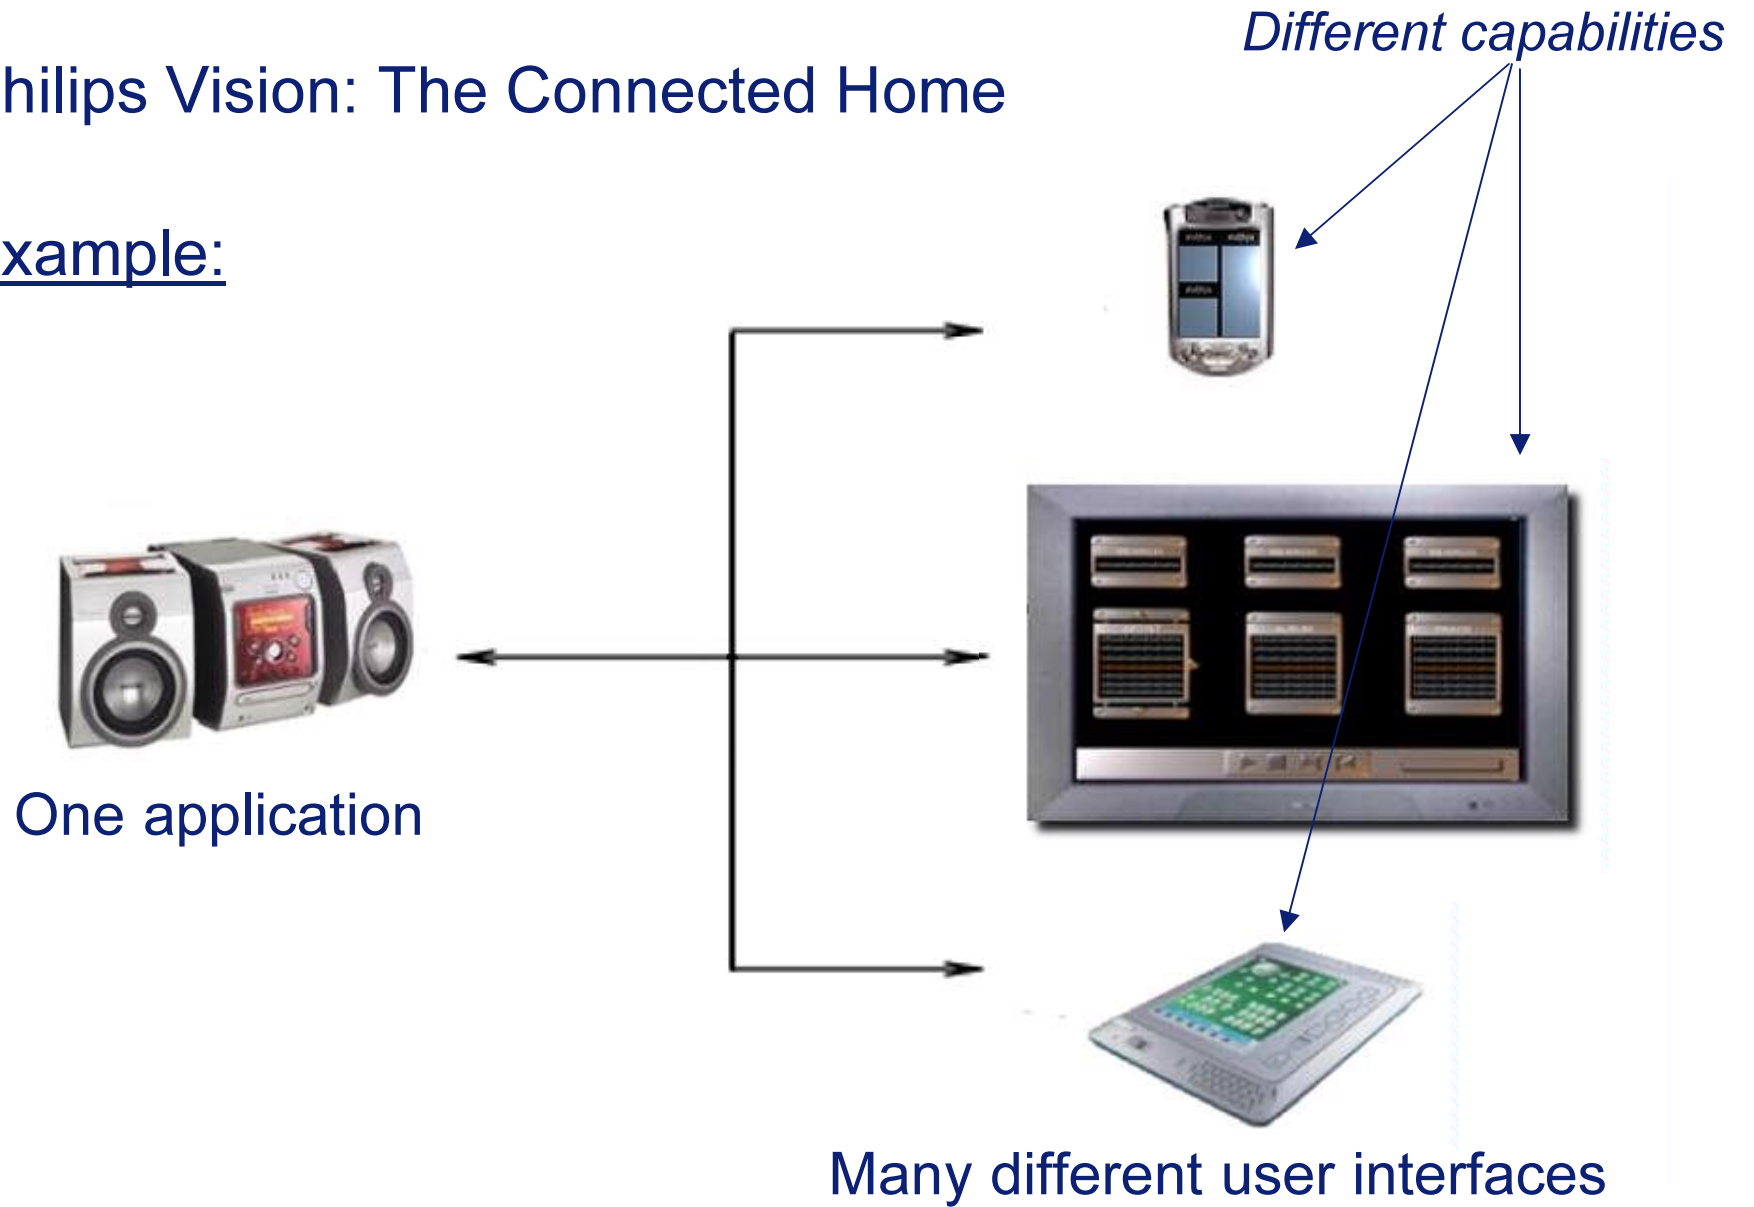 Different capabilities
hilips Vision: The Connected Home
xample:
One application
Many different user interfaces